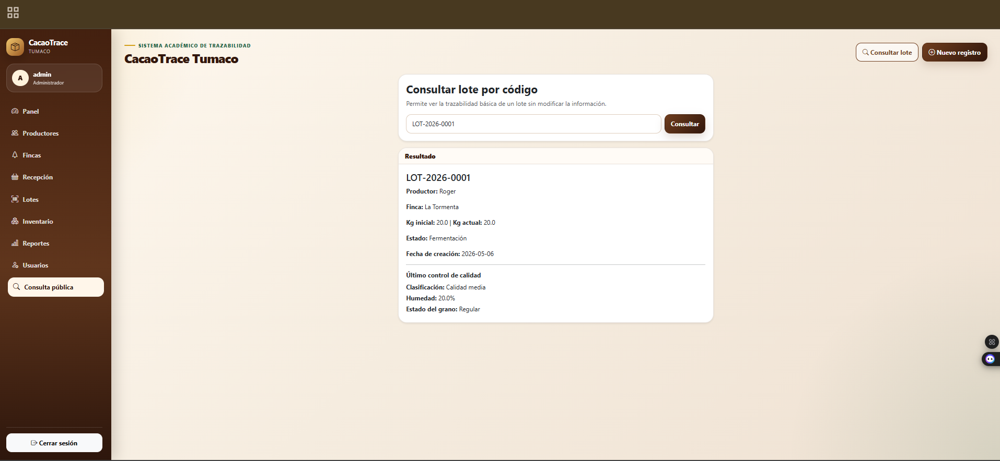 CacaoTrace
TUMACO
A
admin
Administrador
Panel
Productores
Fincas
Recepción
Lotes
Inventario
Reportes
Usuarios
Consulta pública
Cerrar sesión
SISTEMA ACADÉMICO DE TRAZABILIDAD
CacaoTrace Tumaco
Consultar lote
Nuevo registro
Consultar lote por código
Permite ver la trazabilidad básica de un lote sin modificar la información.
LOT-2026-0001
Consultar
Resultado
LOT-2026-0001
Productor: Roger
Finca: La Tormenta
Kg inicial: 20.0 | Kg actual: 20.0
Estado: Fermentación
Fecha de creación: 2026-05-06
Último control de calidad
Clasificación: Calidad media
Humedad: 20.0%
Estado del grano: Regular